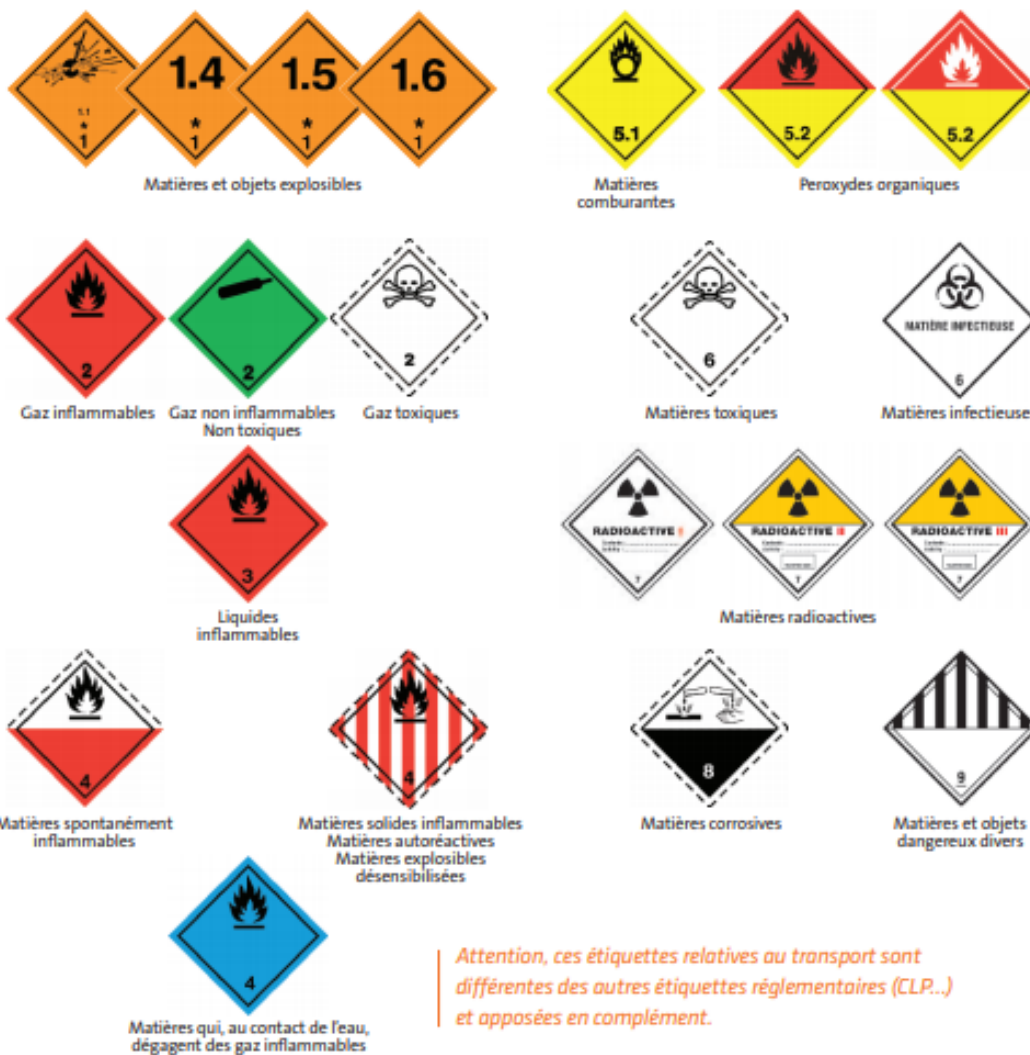 1.1
*
1
1.4
*
1
1.5
*
1
1.6
*
1
Matières et objets explosibles
5.1
Matières
comburantes
5.2
5.2
Peroxydes organiques
2
Gaz inflammables
2
Gaz non inflammables
Non toxiques
2
Gaz toxiques
6
Matières toxiques
MATIÈRE INFECTIEUSE
6
Matières infectieuse
3
Liquides
inflammables
RADIOACTIVE I
7
RADIOACTIVE II
7
RADIOACTIVE III
7
Matières radioactives
4
Matières spontanément
inflammables
4
Matières solides inflammables
Matières autoréactives
Matières explosibles
désensibilisées
8
Matières corrosives
9
Matières et objets
dangereux divers
4
Matières qui, au contact de l'eau,
dégagent des gaz inflammables
Attention, ces étiquettes relatives au transport sont
différentes des autres étiquettes réglementaires (CLP...)
et apposées en complément.